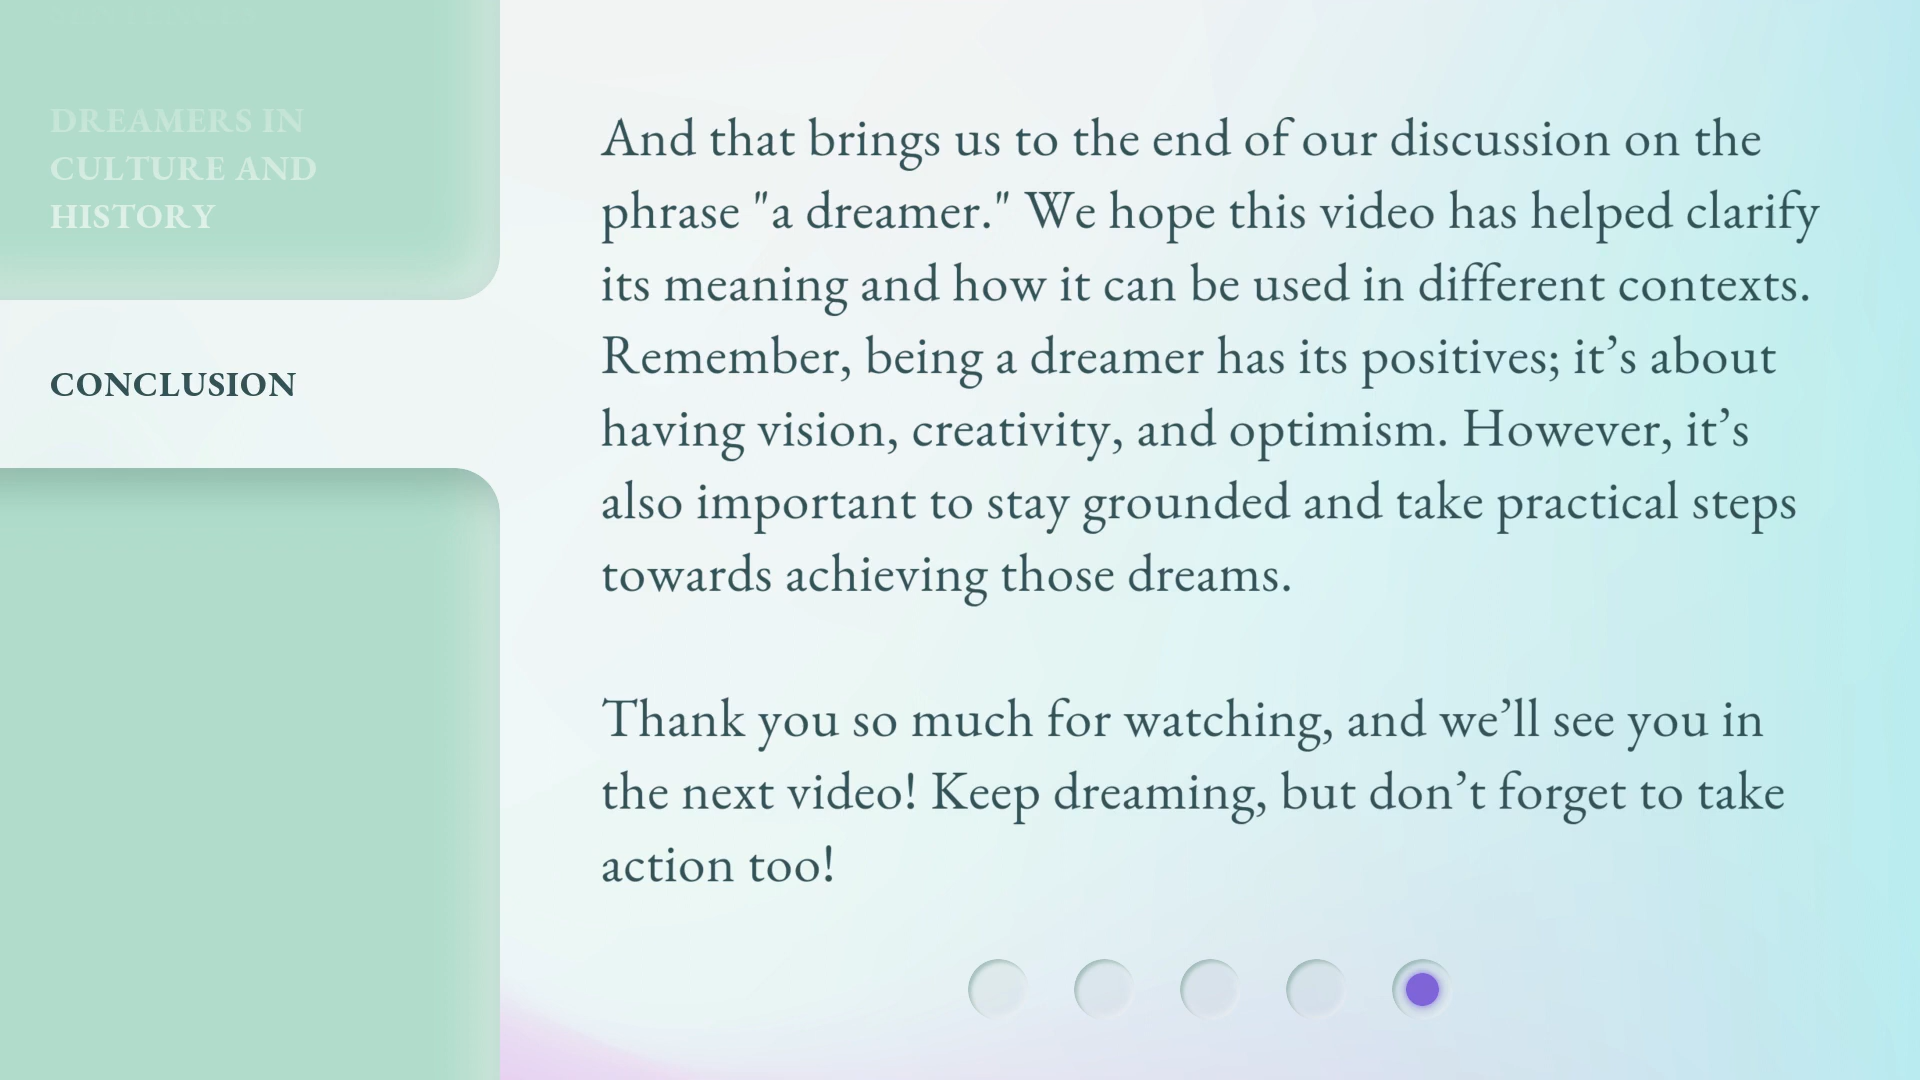 DREAMERS IN
CULTURE AND
HISTORY
CONCLUSION
And that brings us to the end of our discussion on the
phrase "a dreamer." We hope this video has helped clarify
its meaning and how it can be used in different contexts.
Remember, being a dreamer has its positives; it’s about
having vision, creativity, and optimism. However, it’s
also important to stay grounded and take practical steps
towards achieving those dreams.
Thank you so much for watching, and we’ll see you in
the next video! Keep dreaming, but don’t forget to take
action too!